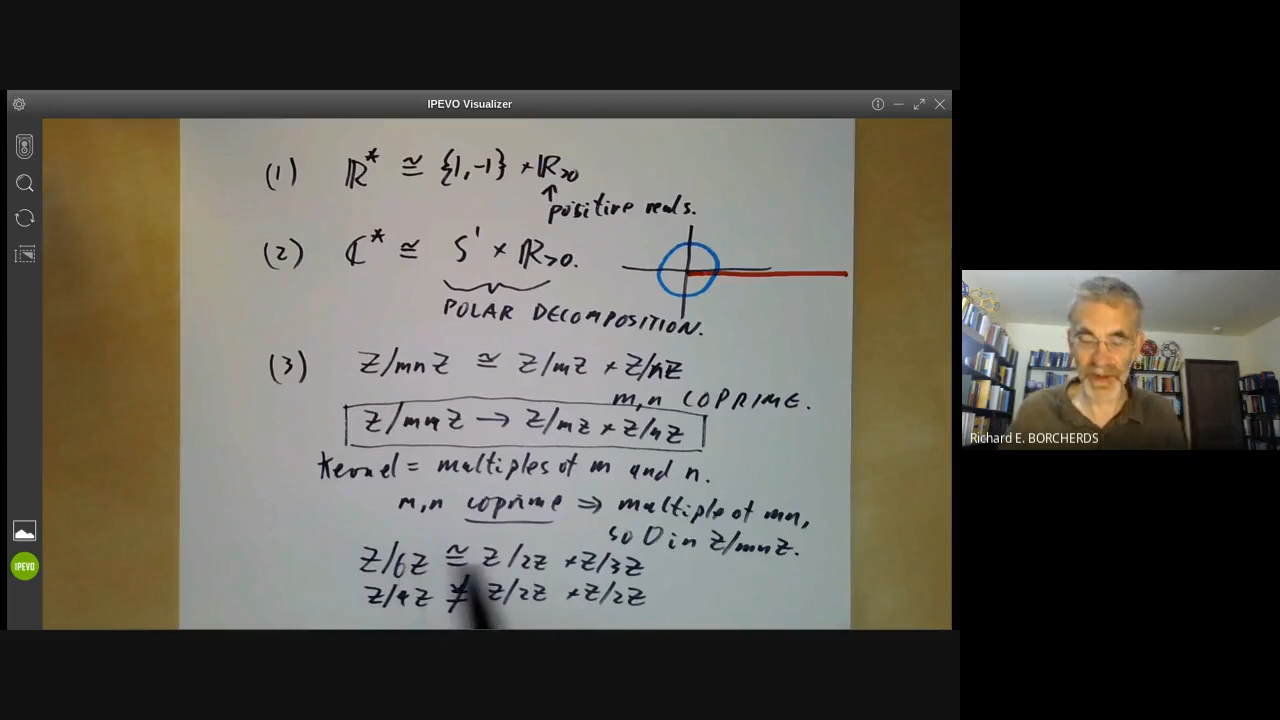 IPEVO Visualizer
(1) ℝ* ≅ {1,-1} × ℝ>0
↑
positive reals.
(2) ℂ* ≅ S¹ × ℝ>0.
POLAR DECOMPOSITION.
(3) Z/mnZ ≅ Z/mZ × Z/nZ
m,n COPRIME.
Z/mnZ → Z/mZ × Z/nZ
Kernel = multiples of m and n.
m,n coprime ⇒ multiple of mn,
so 0 in Z/mnZ.
Z/6Z ≅ Z/2Z × Z/3Z
Z/4Z ≇ Z/2Z × Z/2Z
IPEVO
Richard E. BORCHERDS